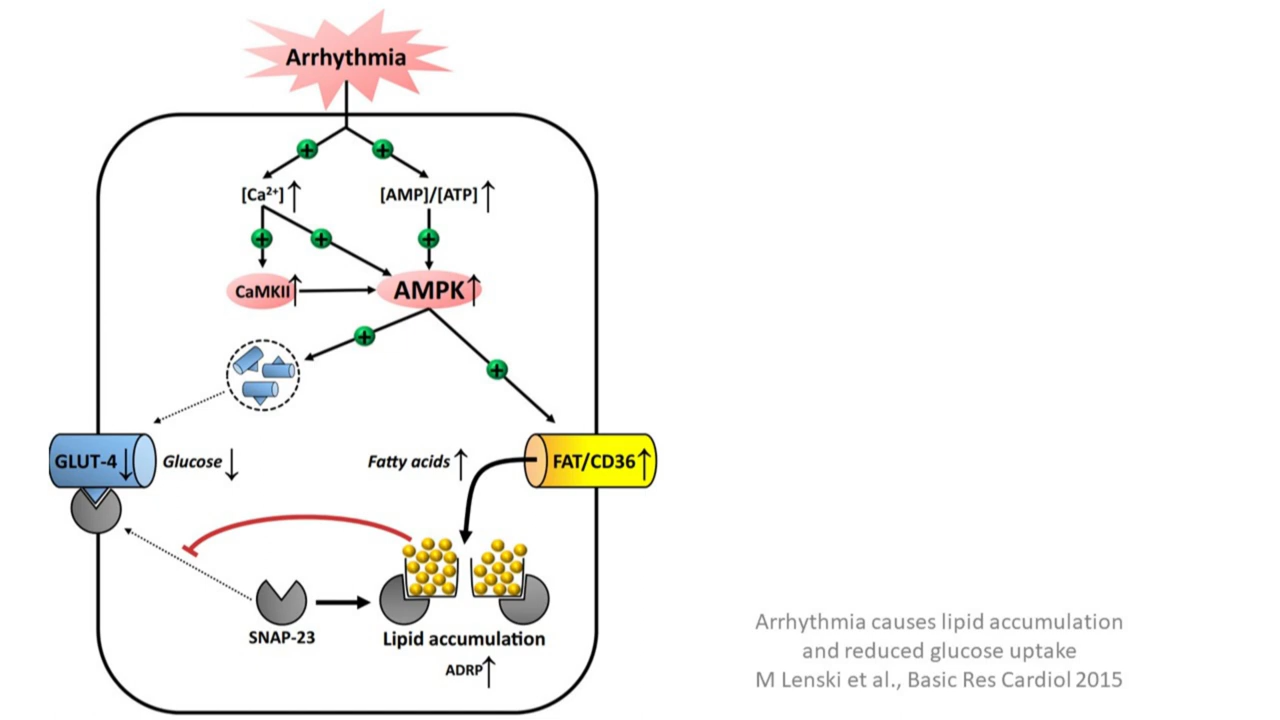 Arrhythmia
[Ca²⁺]↑ [AMP]/[ATP]↑
CaMKII↑ AMPK↑
GLUT-4↓ Glucose↓ Fatty acids↑ FAT/CD36↑
SNAP-23 Lipid accumulation
ADRP↑
Arrhythmia causes lipid accumulation
and reduced glucose uptake
M Lenski et al., Basic Res Cardiol 2015